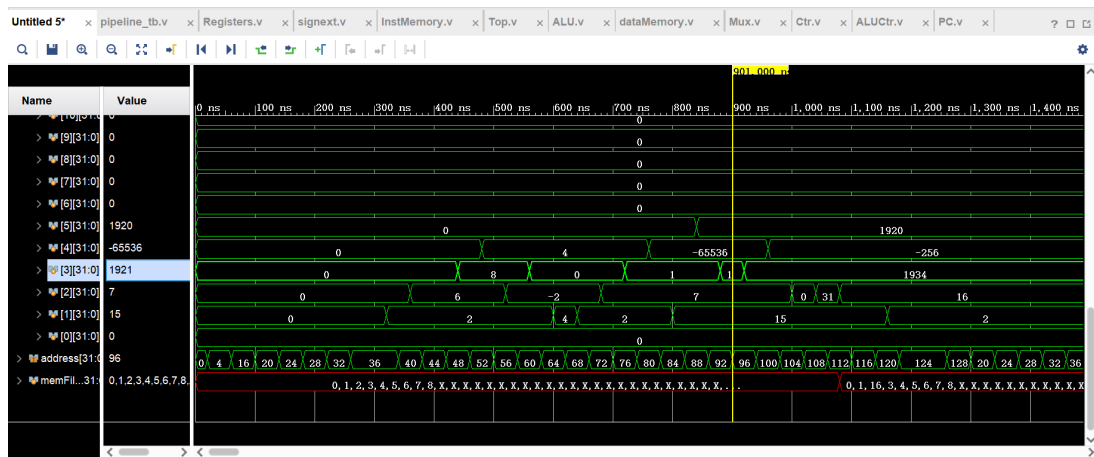 Untitled 5* × pipeline_tb.v × Registers.v × signext.v × InstMemory.v × Top.v × ALU.v × dataMemory.v × Mux.v × Ctr.v × ALUCtr.v × PC.v × ?
901.000 ns
Name Value 0 ns 100 ns 200 ns 300 ns 400 ns 500 ns 600 ns 700 ns 800 ns 900 ns 1,000 ns 1,100 ns 1,200 ns 1,300 ns 1,400 ns
[10][31:0] 0 0
[9][31:0] 0 0
[8][31:0] 0 0
[7][31:0] 0 0
[6][31:0] 0 0
[5][31:0] 1920 0 1920
[4][31:0] -65536 0 4 -65536 -256
[3][31:0] 1921 0 8 0 1 1 1934
[2][31:0] 7 0 6 -2 7 0 31 16
[1][31:0] 15 0 2 4 2 15 2
[0][31:0] 0 0
address[31:0 96 0 4 16 20 24 28 32 36 40 44 48 52 56 60 64 68 72 76 80 84 88 92 96 100 104 108 112 116 120 124 128 20 24 28 32 36
memFil...31:( 0,1,2,3,4,5,6,7,8, 0,1,2,3,4,5,6,7,8,X,X,X,X,X,X,X,X,X,X,X,X,X,X,X,X,X,X,X,X,X,X,... 0,1,16,3,4,5,6,7,8,X,X,X,X,X,X,X,X,X,X